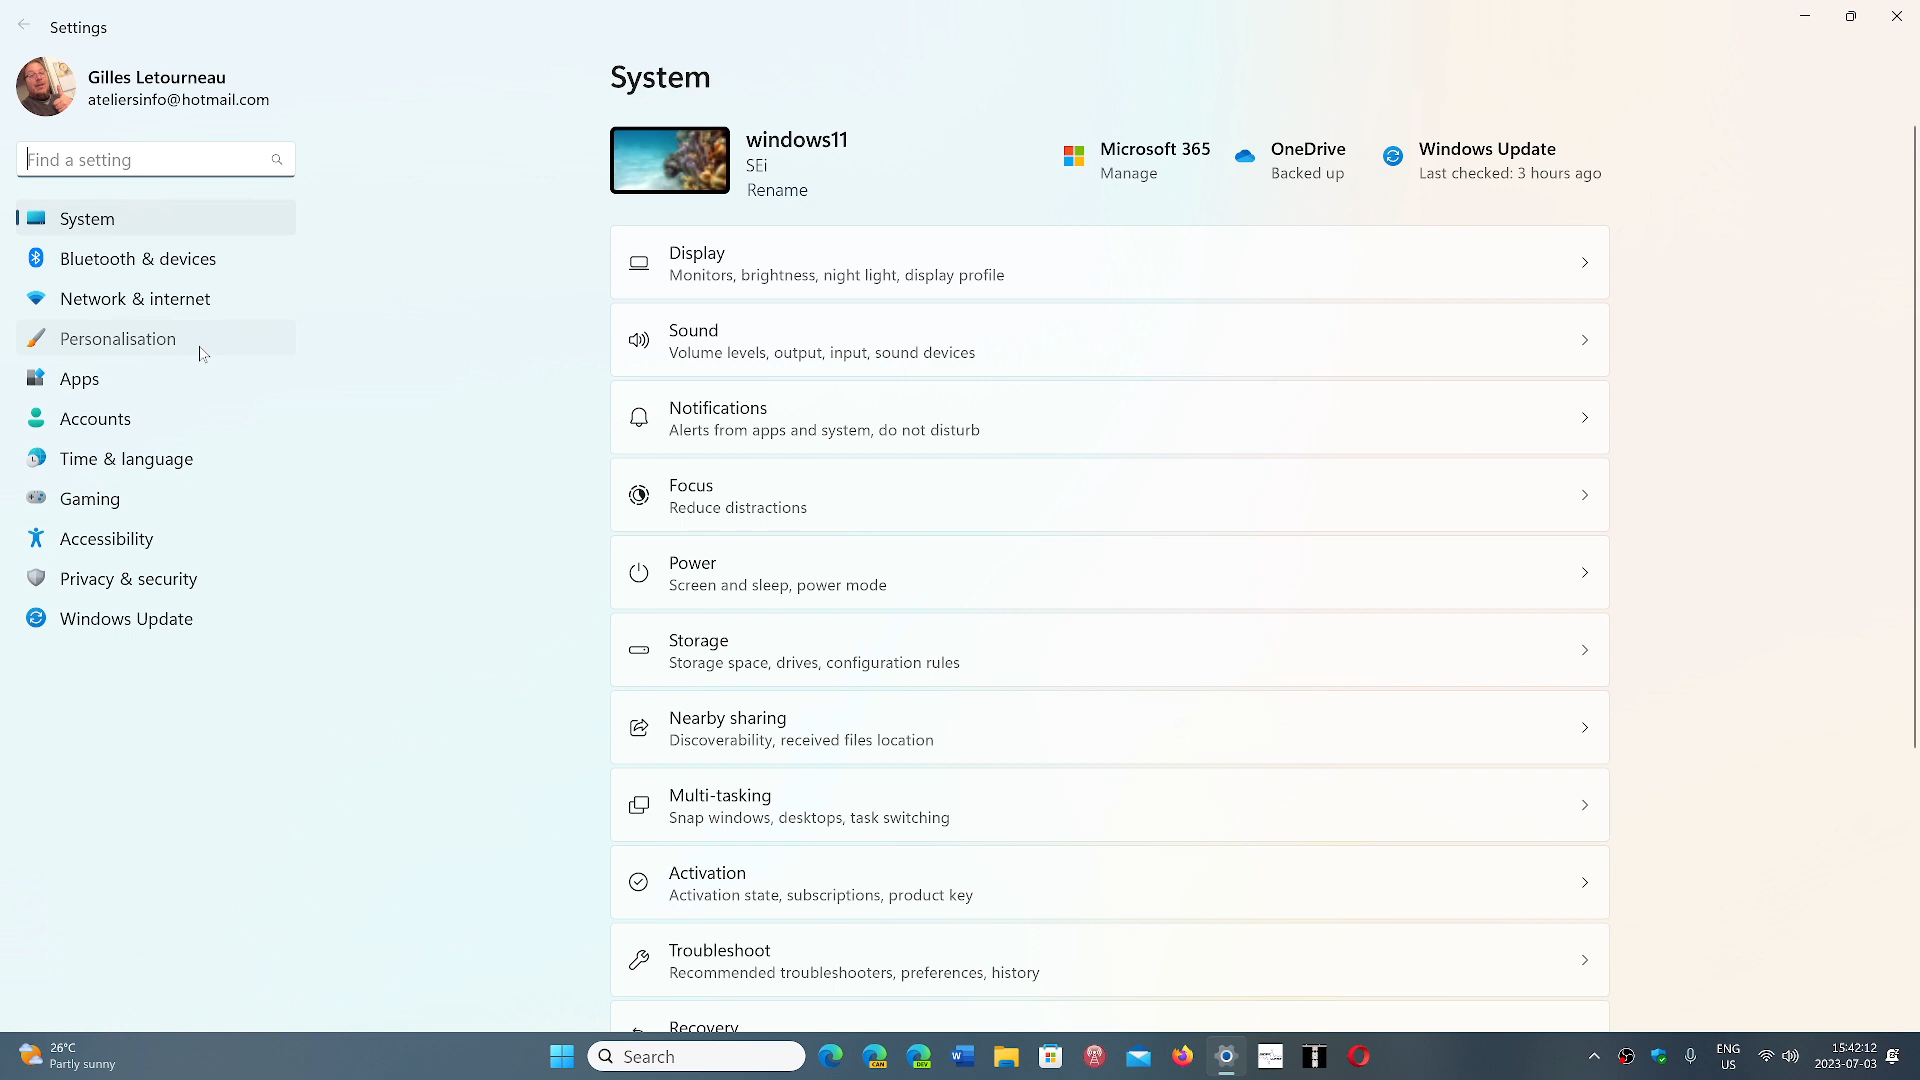 Settings
Gilles Letourneau
ateliersinfo@hotmail.com
Find a setting
System
Bluetooth & devices
Network & internet
Personalisation
Apps
Accounts
Time & language
Gaming
Accessibility
Privacy & security
Windows Update
System
windows11
SEi
Rename
Microsoft 365
Manage
OneDrive
Backed up
Windows Update
Last checked: 3 hours ago
Display
Monitors, brightness, night light, display profile
Sound
Volume levels, output, input, sound devices
Notifications
Alerts from apps and system, do not disturb
Focus
Reduce distractions
Power
Screen and sleep, power mode
Storage
Storage space, drives, configuration rules
Nearby sharing
Discoverability, received files location
Multi-tasking
Snap windows, desktops, task switching
Activation
Activation state, subscriptions, product key
Troubleshoot
Recommended troubleshooters, preferences, history
Recovery
26°C
Partly sunny
Search
CAN
DEV
ENG
US
15:42:12
2023-07-03